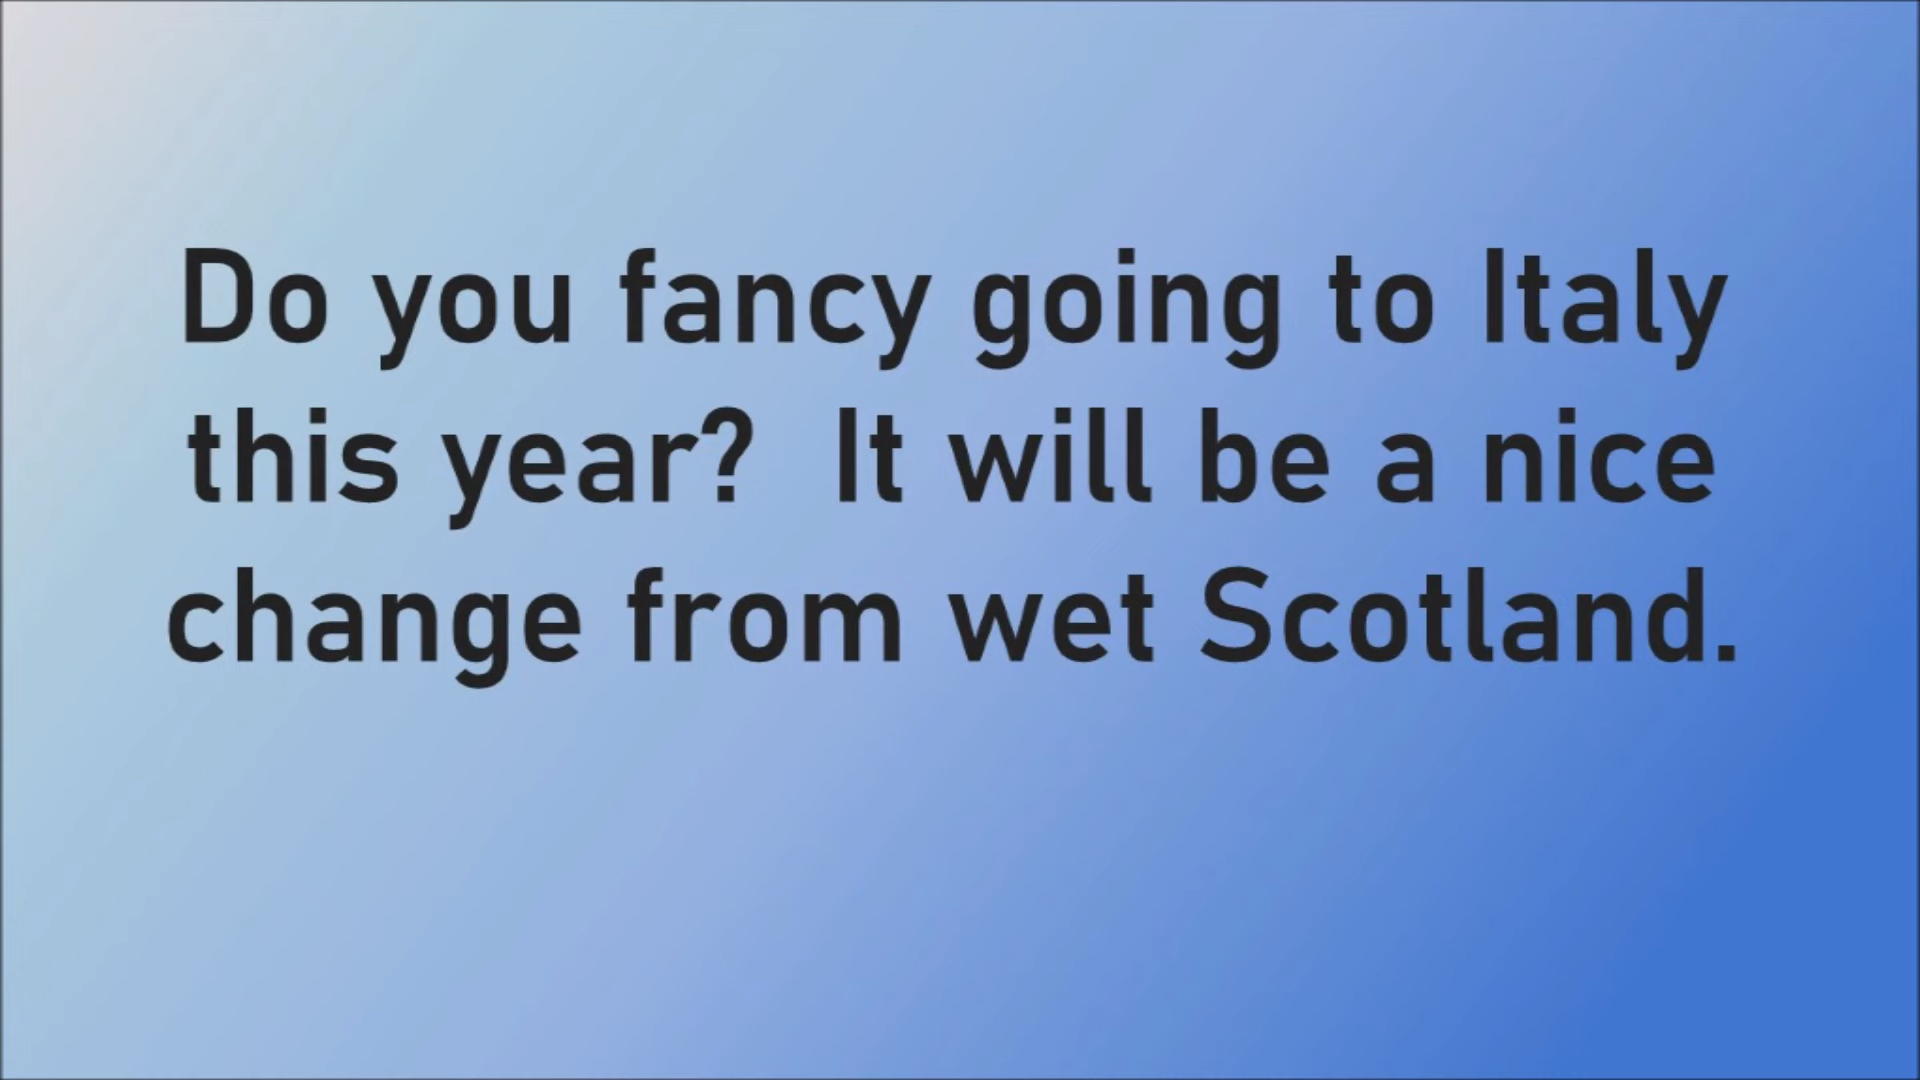 Do you fancy going to Italy
this year?  It will be a nice
change from wet Scotland.